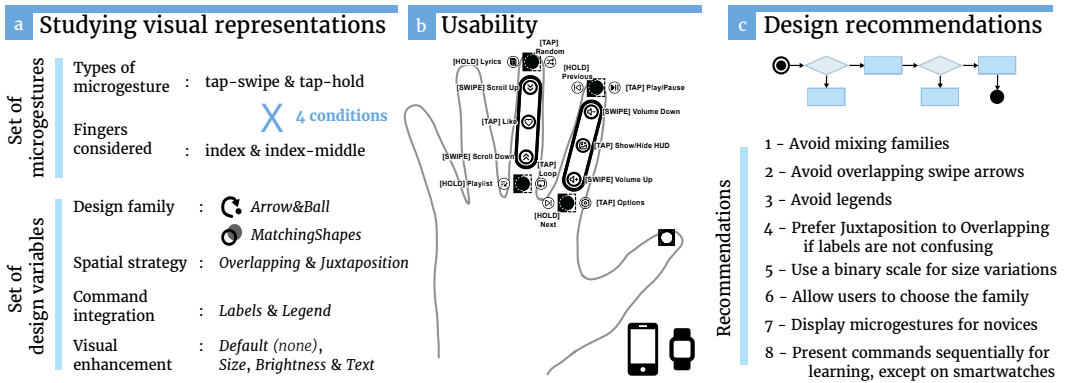 a Studying visual representations
Set of
microgestures
Types of
microgesture : tap-swipe & tap-hold
X 4 conditions
Fingers
considered : index & index-middle
Set of
design variables
Design family : Arrow&Ball
MatchingShapes
Spatial strategy : Overlapping & Juxtaposition
Command
integration : Labels & Legend
Visual
enhancement : Default (none),
Size, Brightness & Text
b Usability
[TAP]
Random
[HOLD] Lyrics
[SWIPE] Scroll Up
[TAP] Like
[SWIPE] Scroll Down
[TAP]
Loop
[HOLD] Playlist
[HOLD]
Previous
[TAP] Play/Pause
[SWIPE] Volume Down
[TAP] Show/Hide HUD
[SWIPE] Volume Up
[TAP] Options
[HOLD]
Next
c Design recommendations
Recommendations
1 - Avoid mixing families
2 - Avoid overlapping swipe arrows
3 - Avoid legends
4 - Prefer Juxtaposition to Overlapping
if labels are not confusing
5 - Use a binary scale for size variations
6 - Allow users to choose the family
7 - Display microgestures for novices
8 - Present commands sequentially for
learning, except on smartwatches